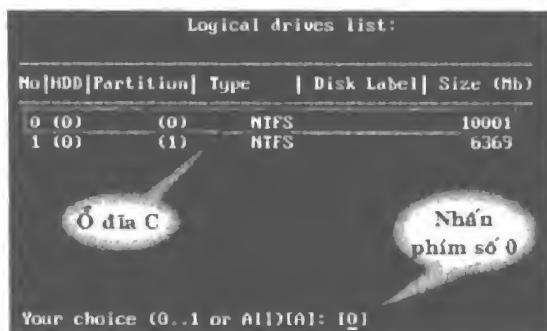 Logical drives list:
No|HDD|Partition| Type | Disk Label| Size (Mb)
0 (0) (0) NTFS 10001
1 (0) (1) NTFS 6369
Ổ đĩa C
Nhấn
phím số 0
Your choice (0..1 or All)[A]: [0]